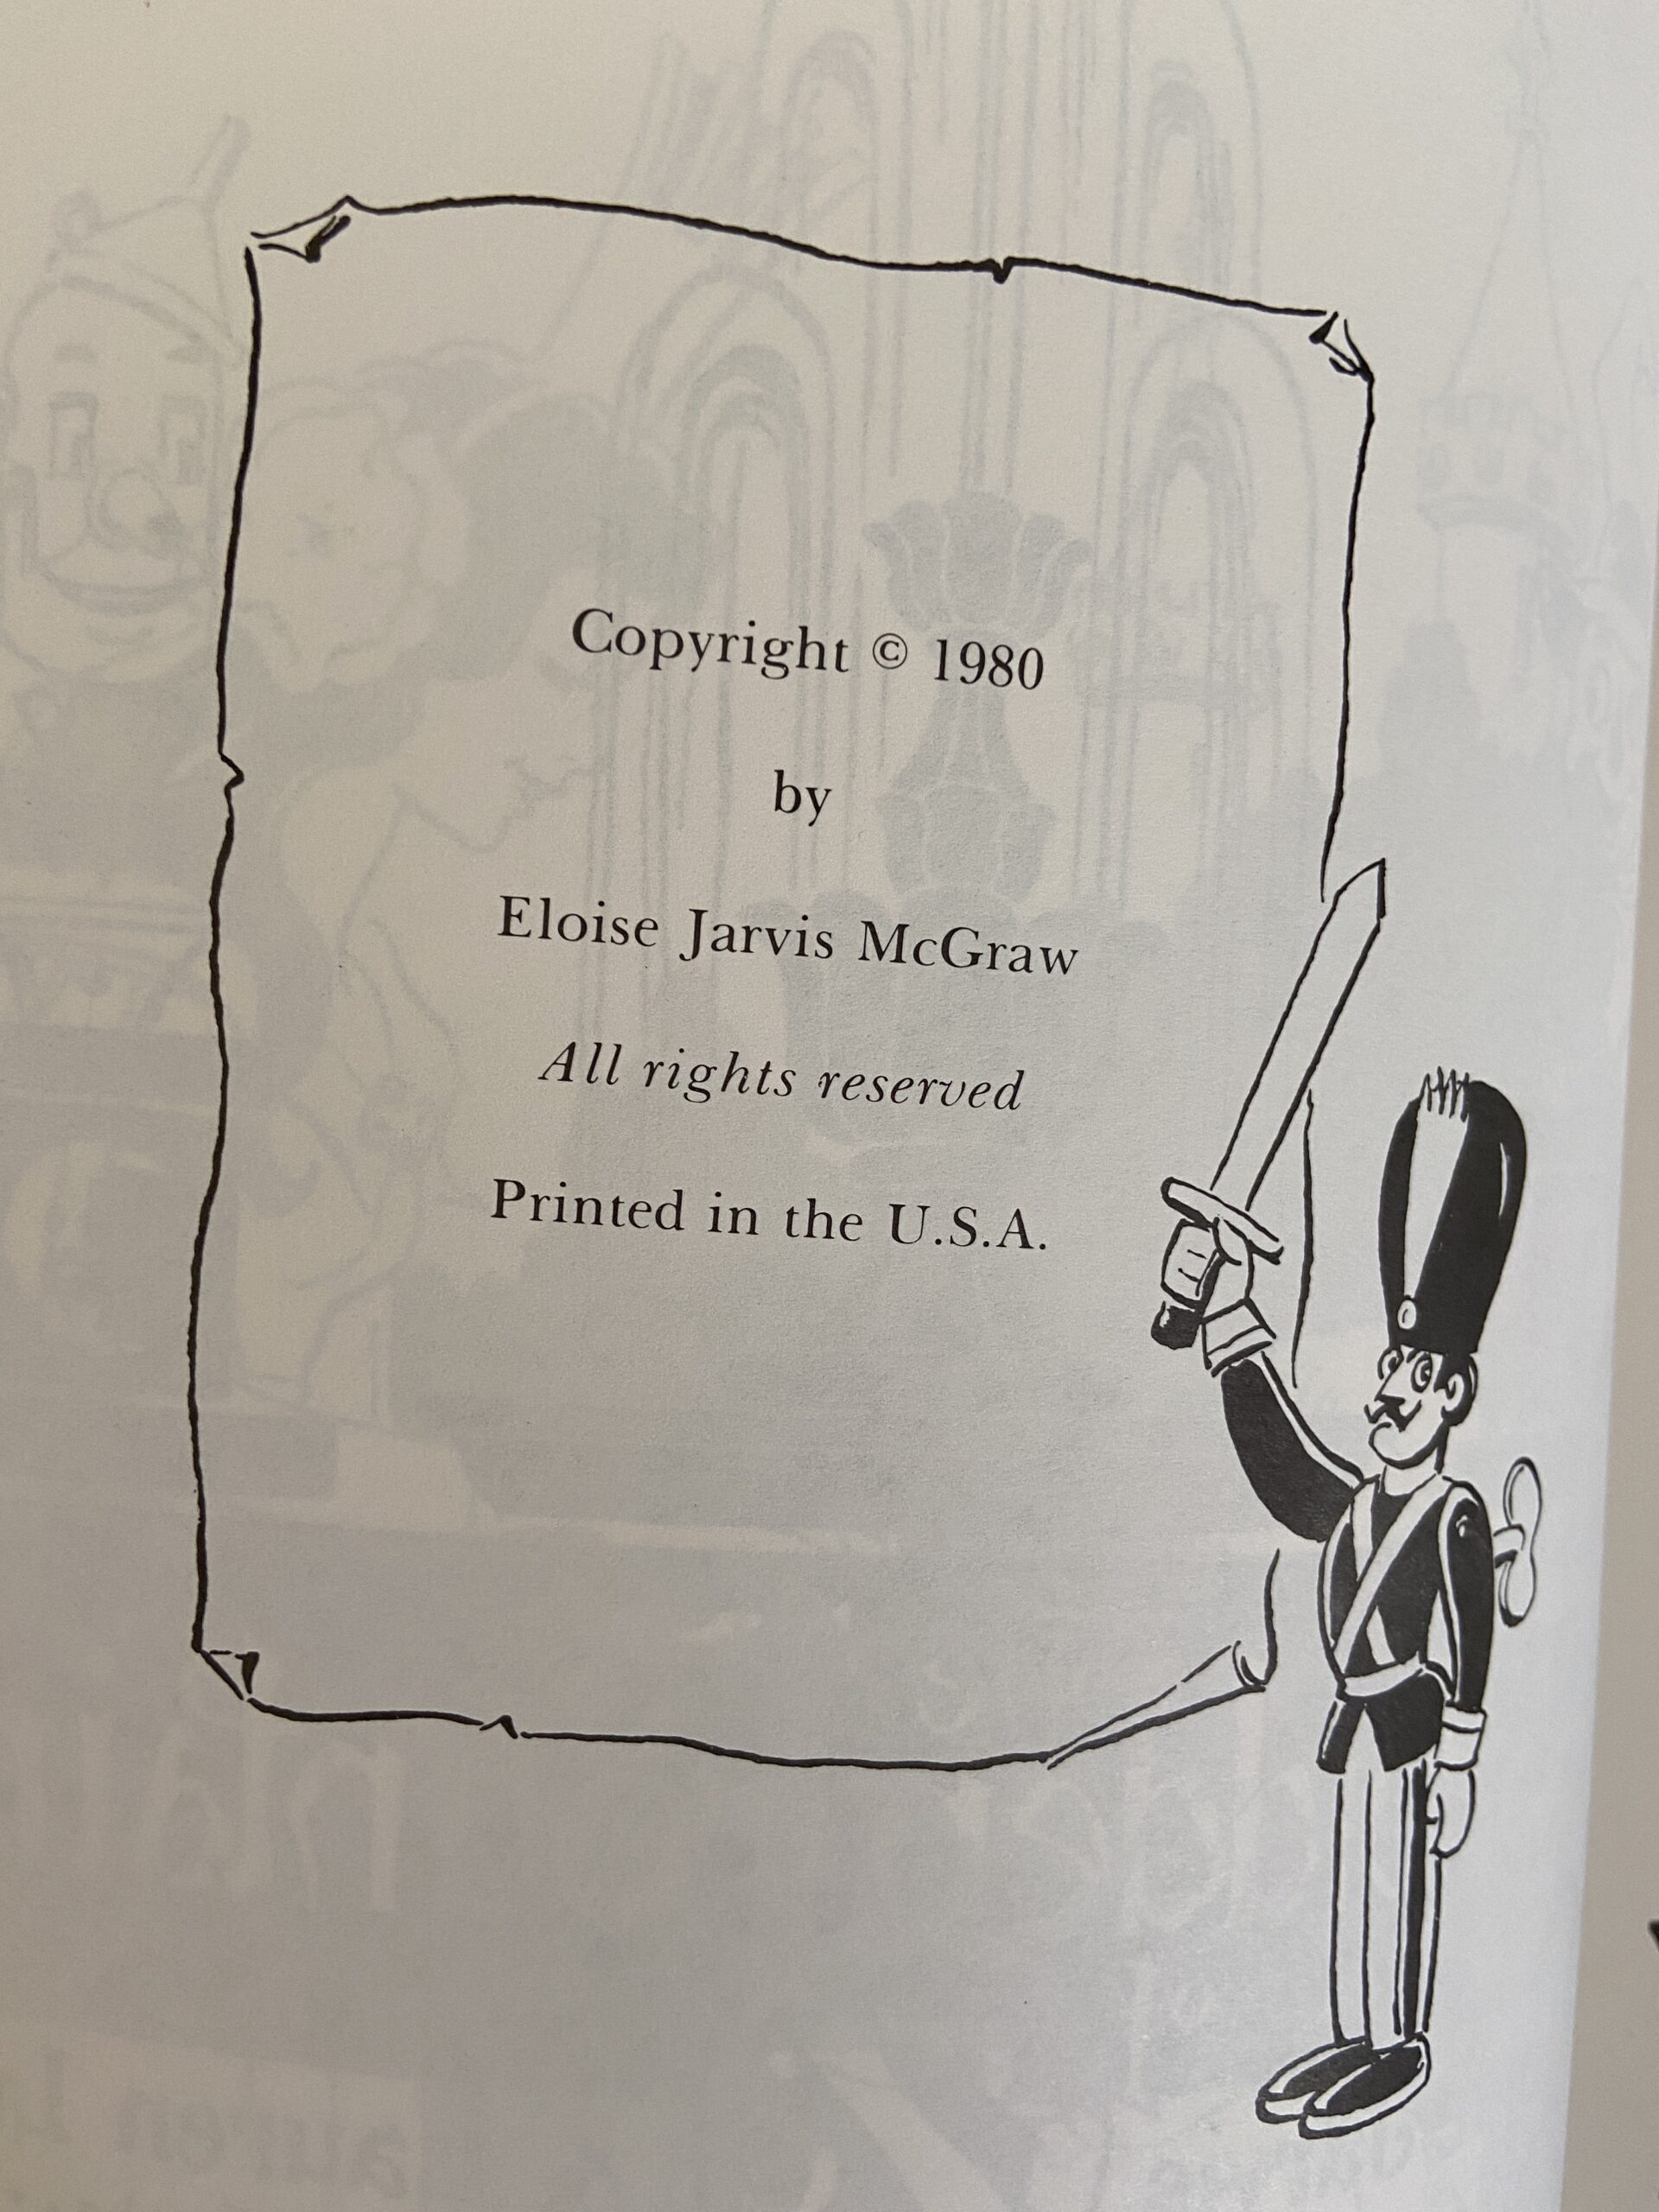 Copyright © 1980
by
Eloise Jarvis McGraw
All rights reserved
Printed in the U.S.A.